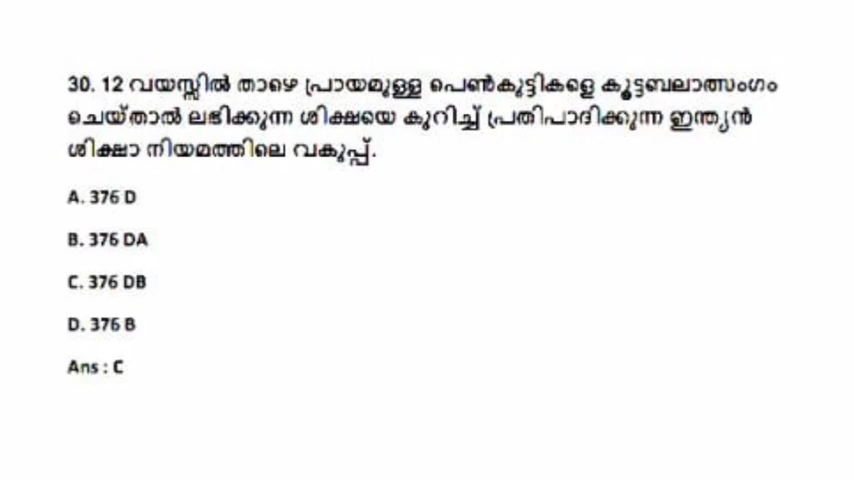 30. 12 വയസ്സിൽ താഴെ പ്രായമുള്ള പെൺകുട്ടികളെ കൂട്ടബലാത്സംഗം
ചെയ്താൽ ലഭിക്കുന്ന ശിക്ഷയെ കുറിച്ച് പ്രതിപാദിക്കുന്ന ഇന്ത്യൻ
ശിക്ഷാ നിയമത്തിലെ വകുപ്പ്.
A. 376 D
B. 376 DA
C. 376 DB
D. 376 B
Ans : C